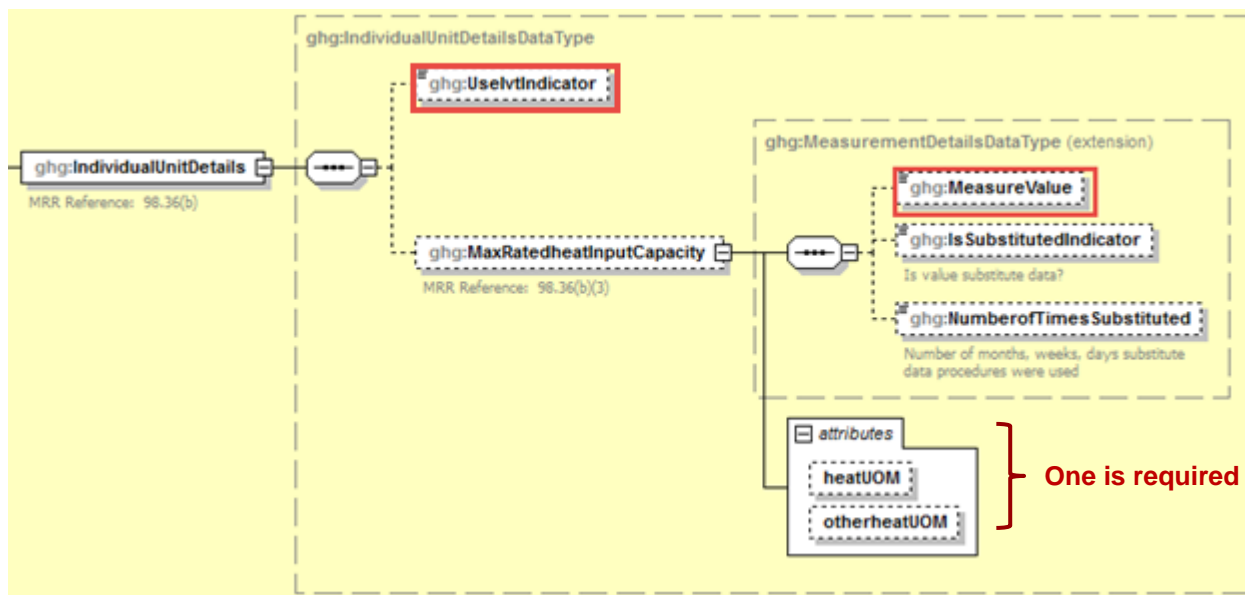 ghg:IndividualUnitDetailsDataType
ghg:UseIvtIndicator
ghg:MeasurementDetailsDataType (extension)
ghg:IndividualUnitDetails
MRR Reference: 98.36(b)
ghg:MeasureValue
ghg:IsSubstitutedIndicator
Is value substitute data?
ghg:MaxRatedheatInputCapacity
MRR Reference: 98.36(b)(3)
ghg:NumberofTimesSubstituted
Number of months, weeks, days substitute
data procedures were used
attributes
heatUOM
otherheatUOM
One is required